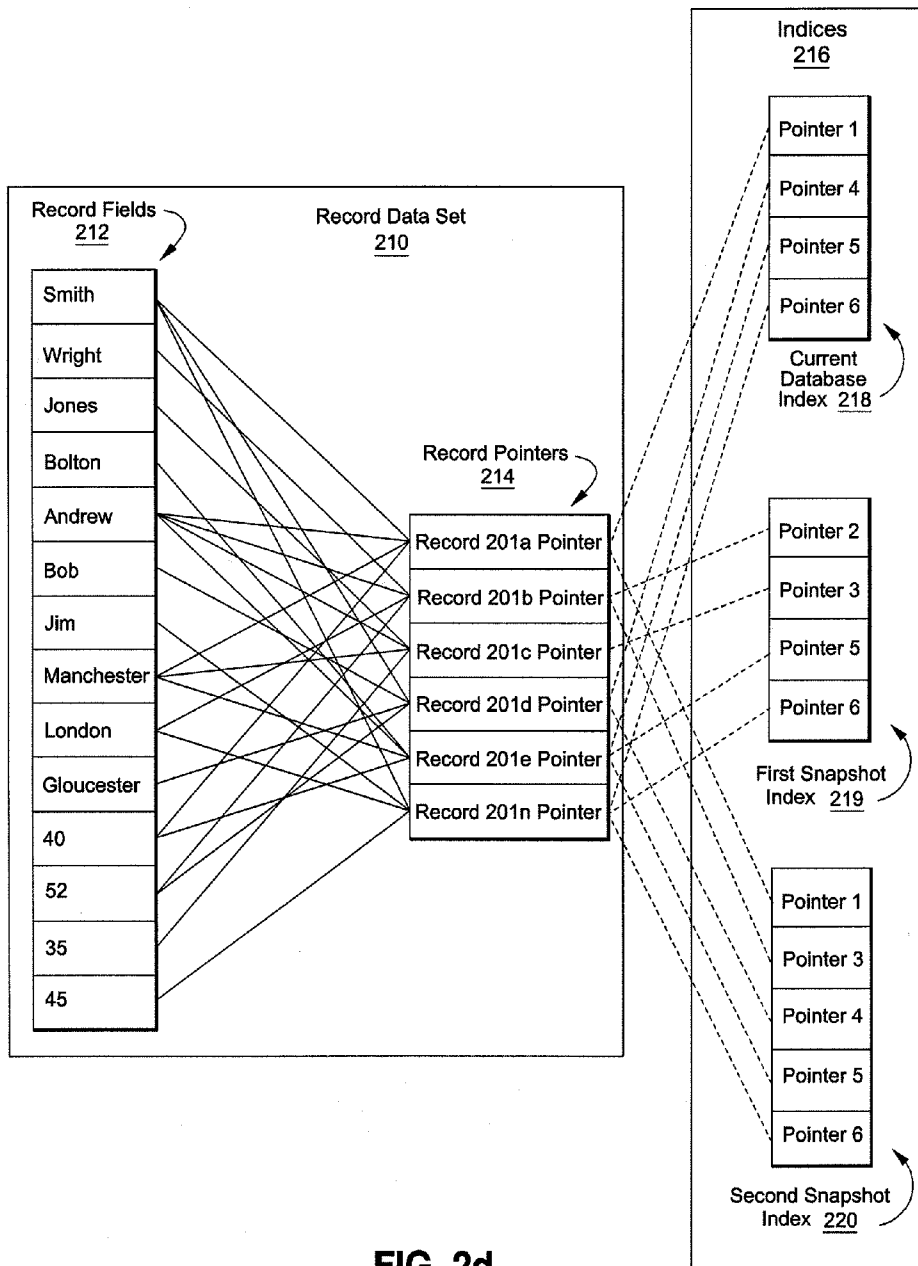 Indices
216
Pointer 1
Pointer 4
Pointer 5
Pointer 6
Current
Database
Index 218
Record Fields
212
Record Data Set
210
Smith
Wright
Jones
Bolton
Andrew
Bob
Jim
Manchester
London
Gloucester
40
52
35
45
Record Pointers
214
Record 201a Pointer
Record 201b Pointer
Record 201c Pointer
Record 201d Pointer
Record 201e Pointer
Record 201n Pointer
Pointer 2
Pointer 3
Pointer 5
Pointer 6
First Snapshot
Index 219
Pointer 1
Pointer 3
Pointer 4
Pointer 5
Pointer 6
Second Snapshot
Index 220
FIG. 2d